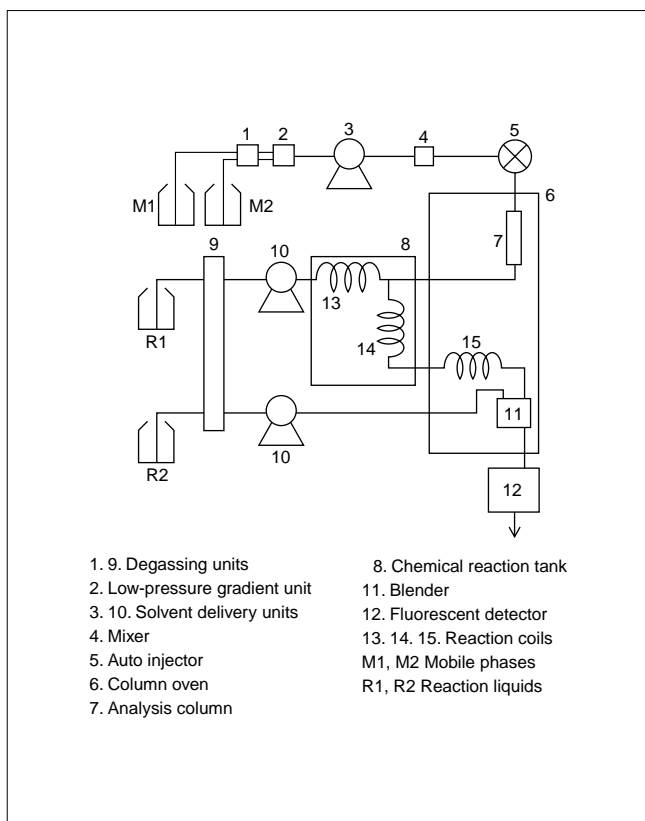 1 2 3 4 5
M1 M2 6
7
9 10 8
13
R1 14 15
11
R2 10 12
1. 9. Degassing units
2. Low-pressure gradient unit
3. 10. Solvent delivery units
4. Mixer
5. Auto injector
6. Column oven
7. Analysis column
8. Chemical reaction tank
11. Blender
12. Fluorescent detector
13. 14. 15. Reaction coils
M1, M2 Mobile phases
R1, R2 Reaction liquids